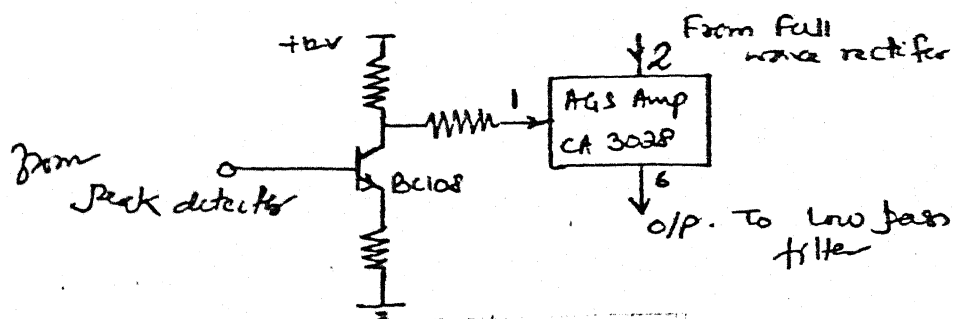 +12V
From Full
wave rectifer
2
1
AGS Amp
CA 3028
From
Peak detector
BC108
6
O/P. To Low pass
filter